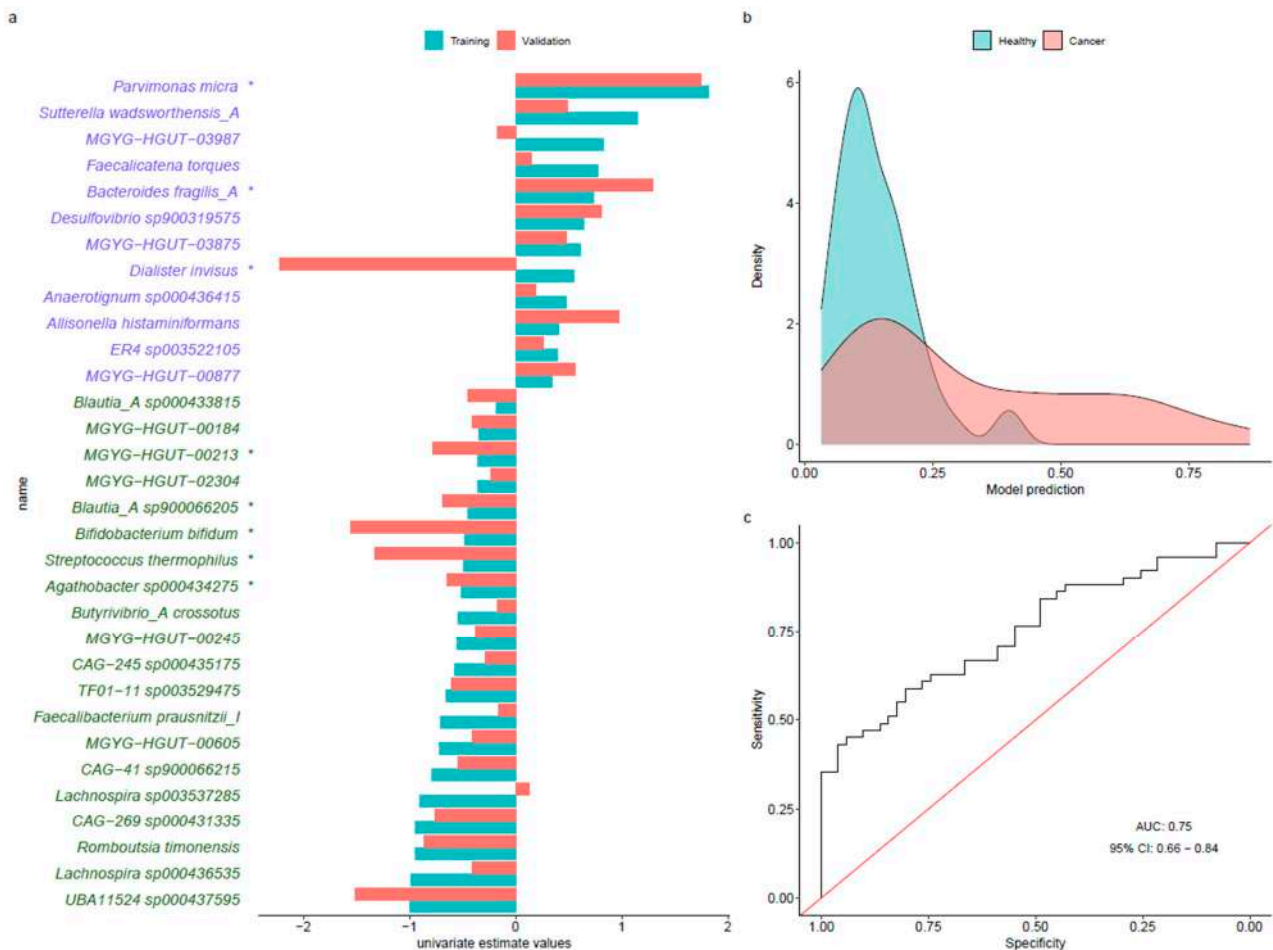 a
Training Validation
Parvimonas micra *
Sutterella wadsworthensis_A
MGYG−HGUT−03987
Faecalicatena torques
Bacteroides fragilis_A *
Desulfovibrio sp900319575
MGYG−HGUT−03875
Dialister invisus *
Anaerotignum sp000436415
Allisonella histaminiformans
ER4 sp003522105
MGYG−HGUT−00877
Blautia_A sp000433815
MGYG−HGUT−00184
MGYG−HGUT−00213 *
MGYG−HGUT−02304
Blautia_A sp900066205 *
Bifidobacterium bifidum *
Streptococcus thermophilus *
Agathobacter sp000434275 *
Butyrivibrio_A crossotus
MGYG−HGUT−00245
CAG−245 sp000435175
TF01−11 sp003529475
Faecalibacterium prausnitzii_I
MGYG−HGUT−00605
CAG−41 sp900066215
Lachnospira sp003537285
CAG−269 sp000431335
Romboutsia timonensis
Lachnospira sp000436535
UBA11524 sp000437595
name
−2 −1 0 1 2
univariate estimate values
b
Healthy Cancer
6
4
2
0
Density
0.00 0.25 0.50 0.75
Model prediction
c
1.00
0.75
0.50
0.25
0.00
Sensitivity
AUC: 0.75
95% CI: 0.66 − 0.84
1.00 0.75 0.50 0.25 0.00
Specificity